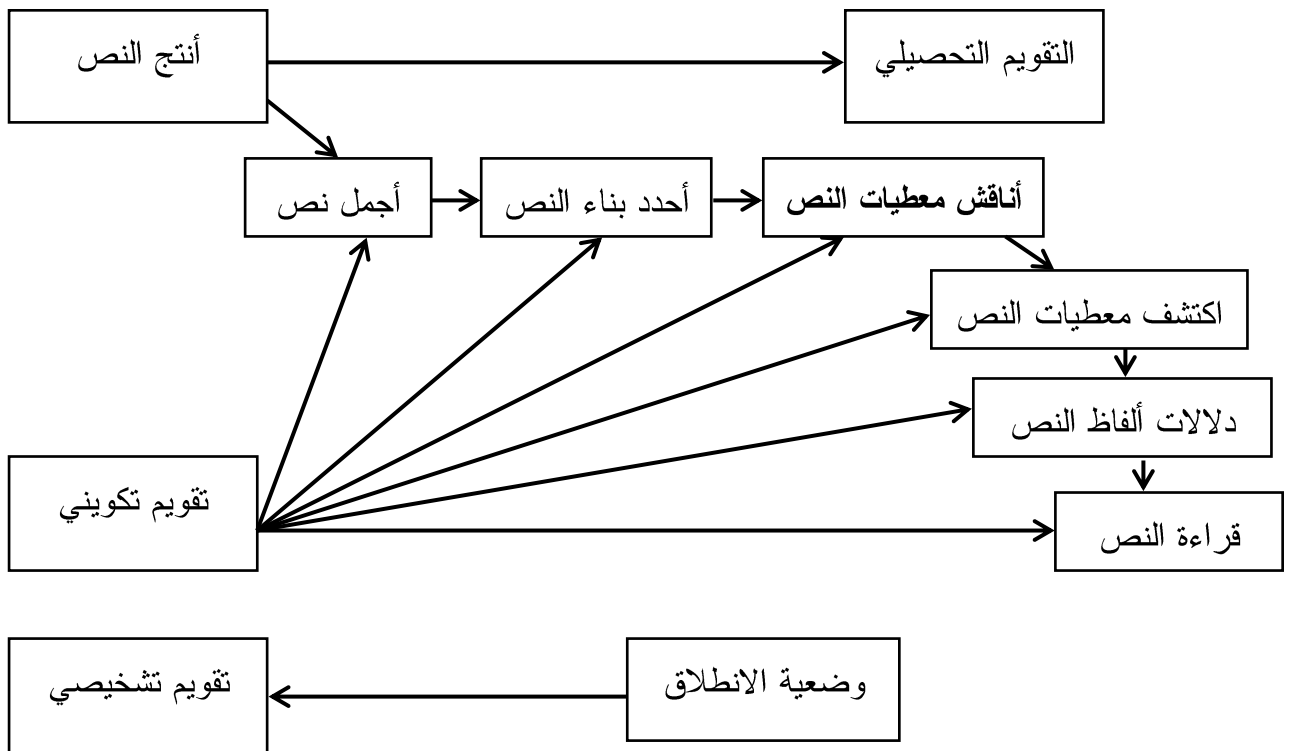 التقويم التحصيلي
أنتج النص
أناقش معطيات النص
أحدد بناء النص
أجمل نص
اكتشف معطيات النص
دلالات ألفاظ النص
تقويم تكويني
قراءة النص
وضعية الانطلاق
تقويم تشخيصي